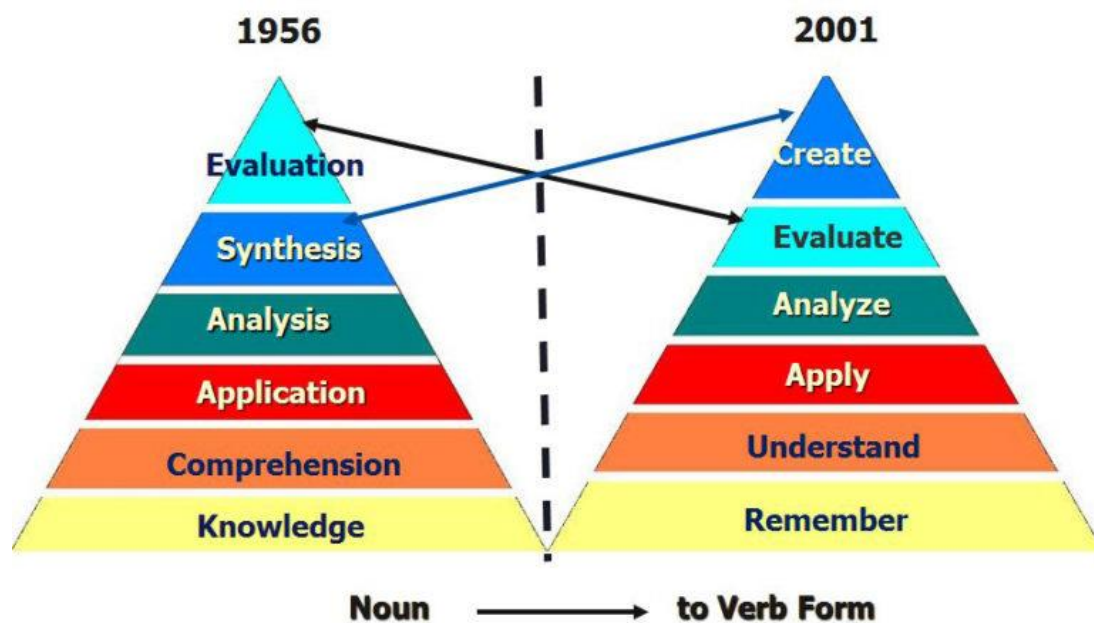 1956
Evaluation
Synthesis
Analysis
Application
Comprehension
Knowledge
2001
Create
Evaluate
Analyze
Apply
Understand
Remember
Noun to Verb Form